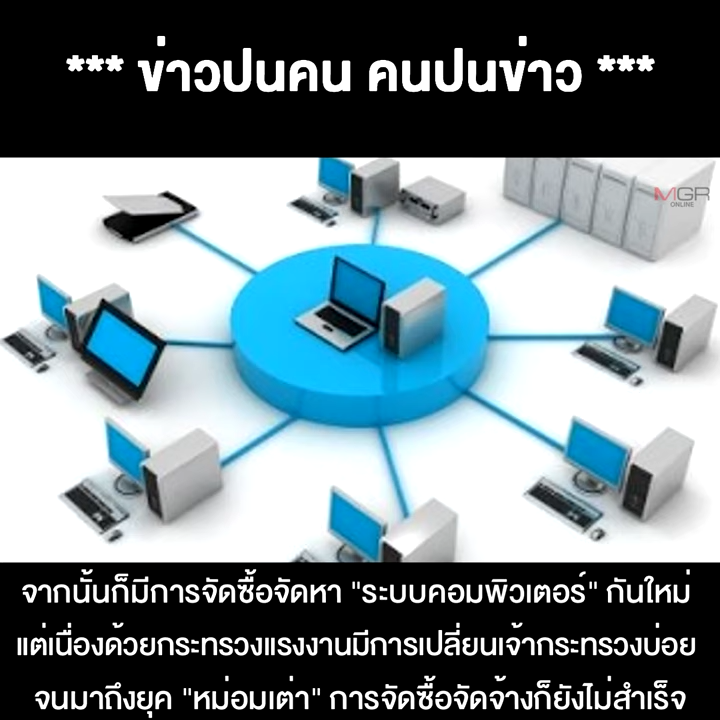 *** ข่าวปนคน คนปนข่าว ***
MGR
ONLINE
จากนั้นก็มีการจัดซื้อจัดหา "ระบบคอมพิวเตอร์" กันใหม่
แต่เนื่องด้วยกระทรวงแรงงานมีการเปลี่ยนเจ้ากระทรวงบ่อย
จนมาถึงยุค "หม่อมเต่า" การจัดซื้อจัดจ้างก็ยังไม่สำเร็จ